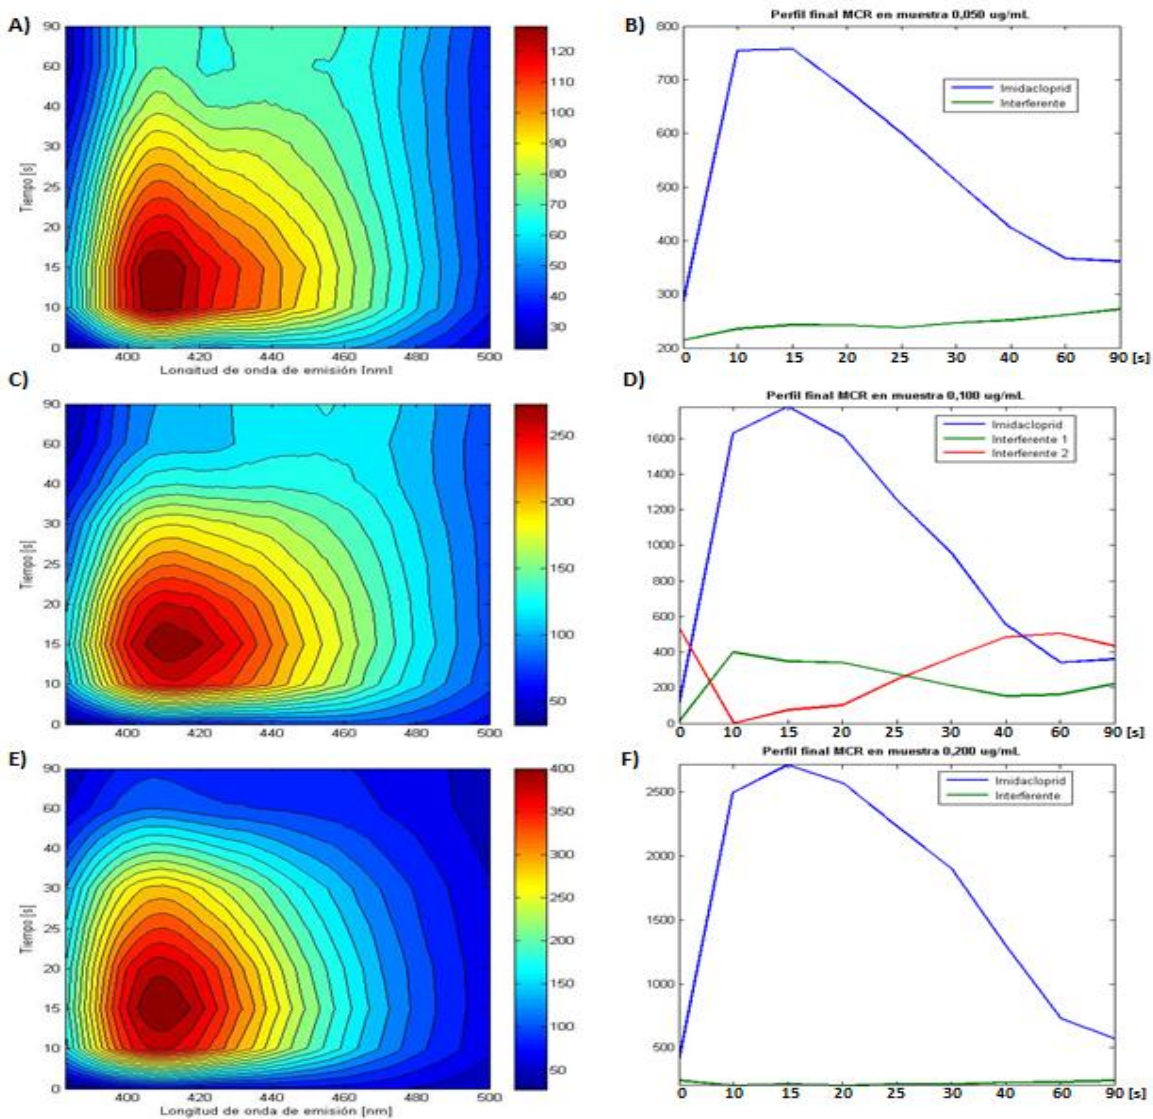 A)
90
60
40
30
25
20
15
10
0
Tiempo [s]
400 420 440 460 480 500
Longitud de onda de emisión [nm]
120
110
100
90
80
70
60
50
40
30
B)
Perfil final MCR en muestra 0,050 ug/mL
800
700
600
500
400
300
200
Imidacloprid
Interferente
0 10 15 20 25 30 40 60 90 [s]
C)
90
60
40
30
25
20
15
10
0
Tiempo [s]
400 420 440 460 480 500
250
200
150
100
50
D)
Perfil final MCR en muestra 0,100 ug/mL
1600
1400
1200
1000
800
600
400
200
0
Imidacloprid
Interferente 1
Interferente 2
0 10 15 20 25 30 40 60 90 [s]
E)
90
60
40
30
25
20
15
10
0
Tiempo [s]
400 420 440 460 480 500
Longitud de onda de emisión [nm]
400
350
300
250
200
150
100
50
F)
Perfil final MCR en muestra 0,200 ug/mL
2500
2000
1500
1000
500
Imidacloprid
Interferente
0 10 15 20 25 30 40 60 90 [s]